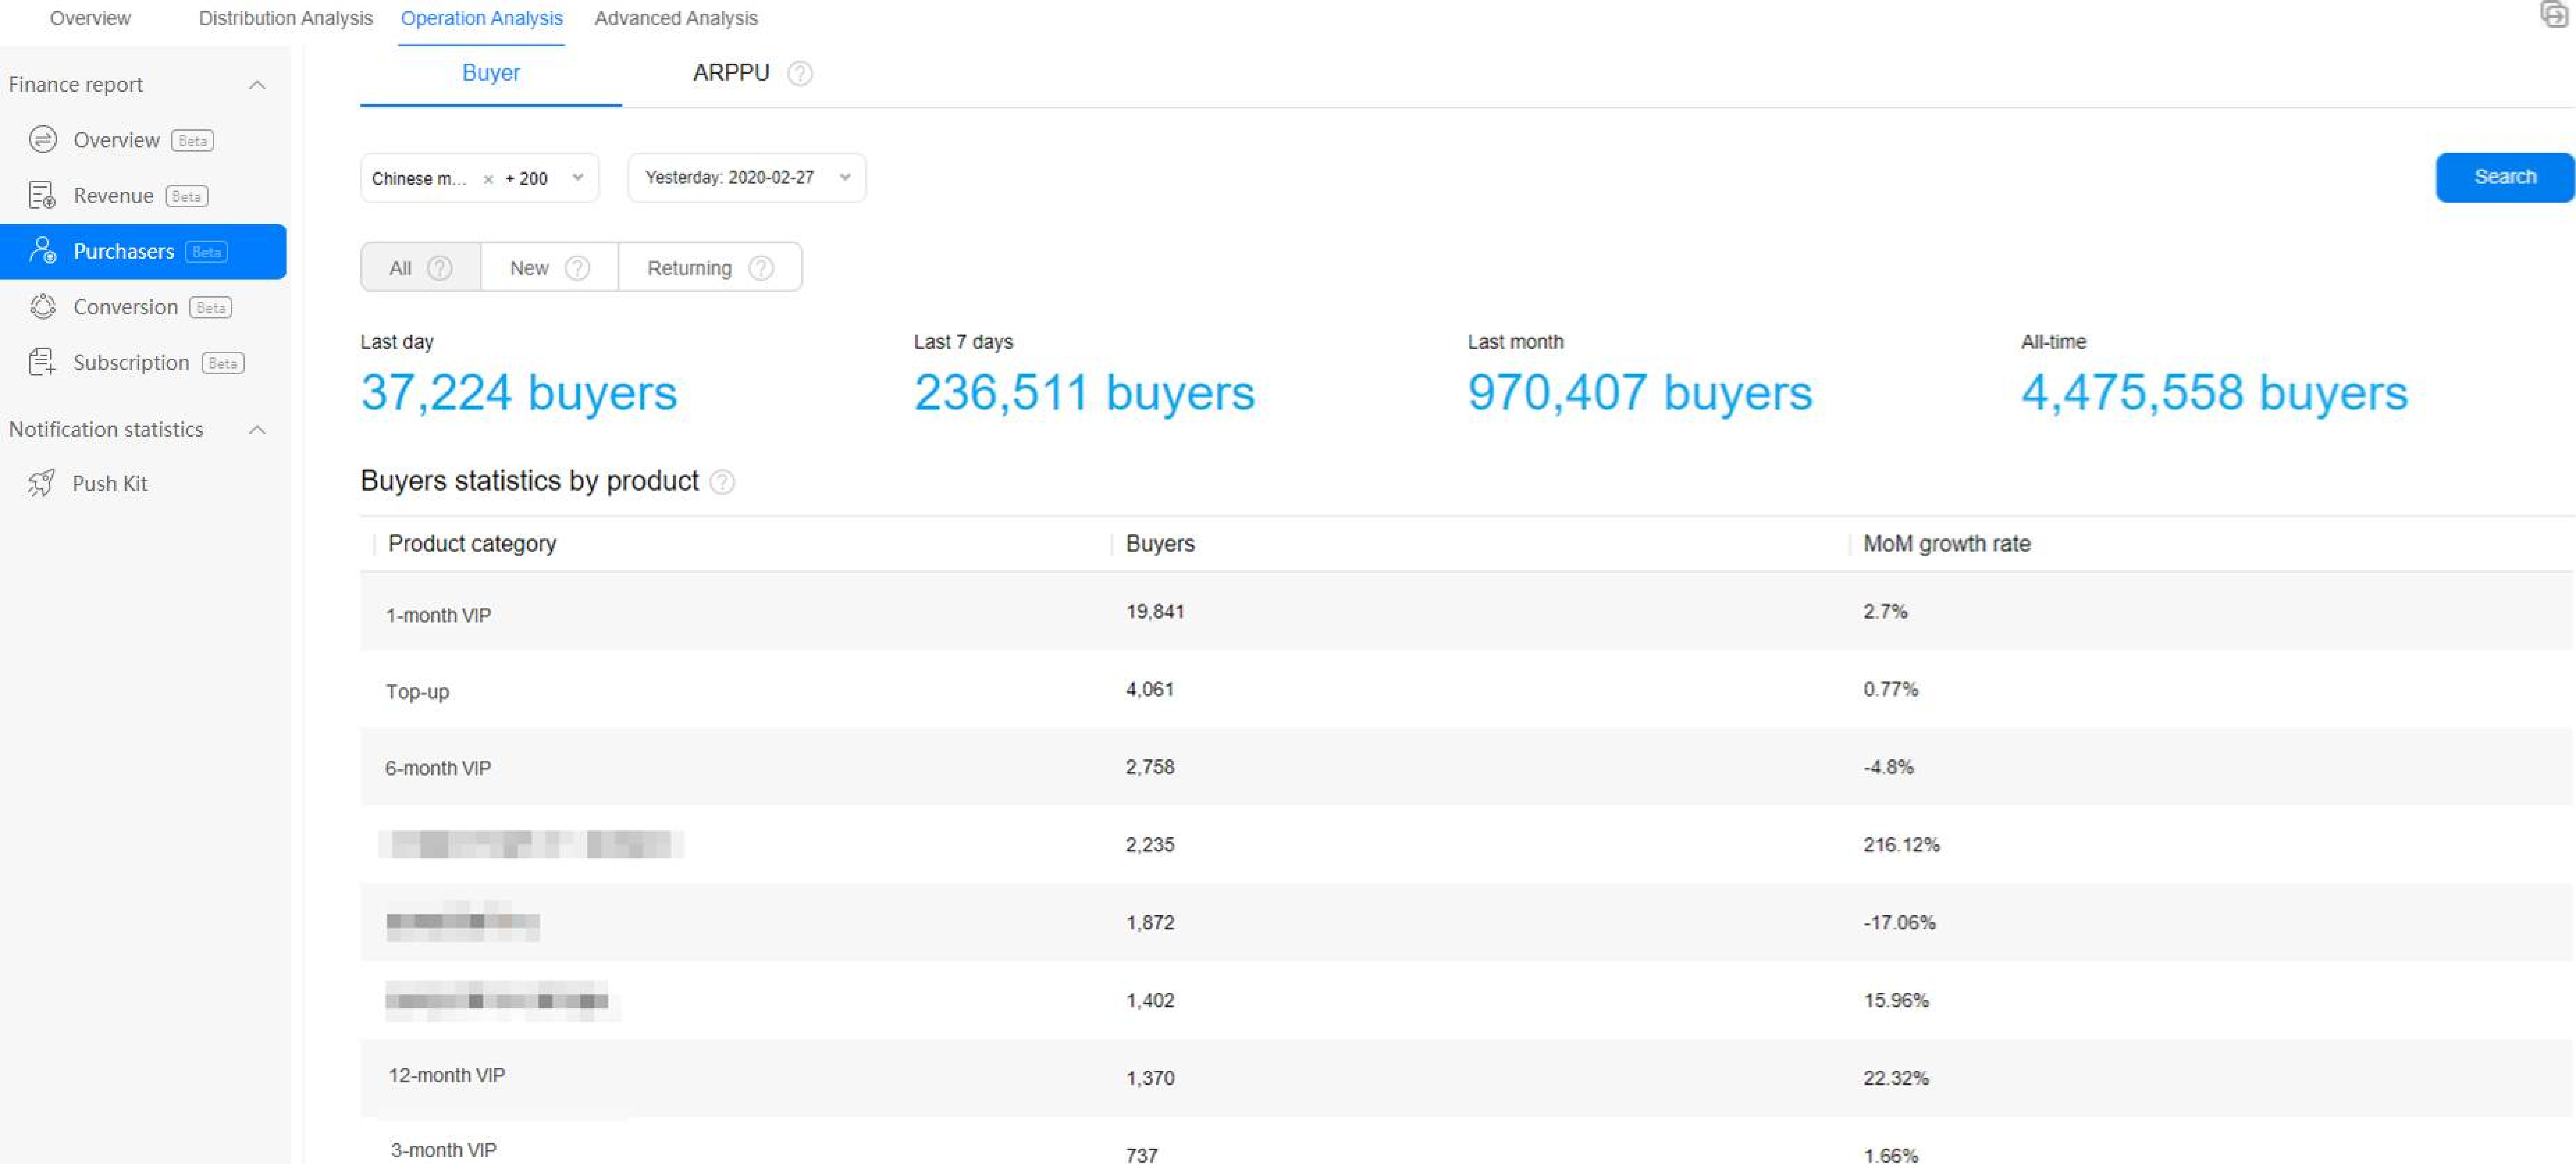 Overview Distribution Analysis Operation Analysis Advanced Analysis
Finance report
Overview Beta
Revenue Beta
Purchasers Beta
Conversion Beta
Subscription Beta
Notification statistics
Push Kit
Buyer ARPPU ?
Chinese m... × + 200 Yesterday: 2020-02-27 Search
All ? New ? Returning ?
Last day Last 7 days Last month All-time
37,224 buyers 236,511 buyers 970,407 buyers 4,475,558 buyers
Buyers statistics by product ?
Product category Buyers MoM growth rate
1-month VIP 19,841 2.7%
Top-up 4,061 0.77%
6-month VIP 2,758 -4.8%
2,235 216.12%
1,872 -17.06%
1,402 15.96%
12-month VIP 1,370 22.32%
3-month VIP 737 1.66%